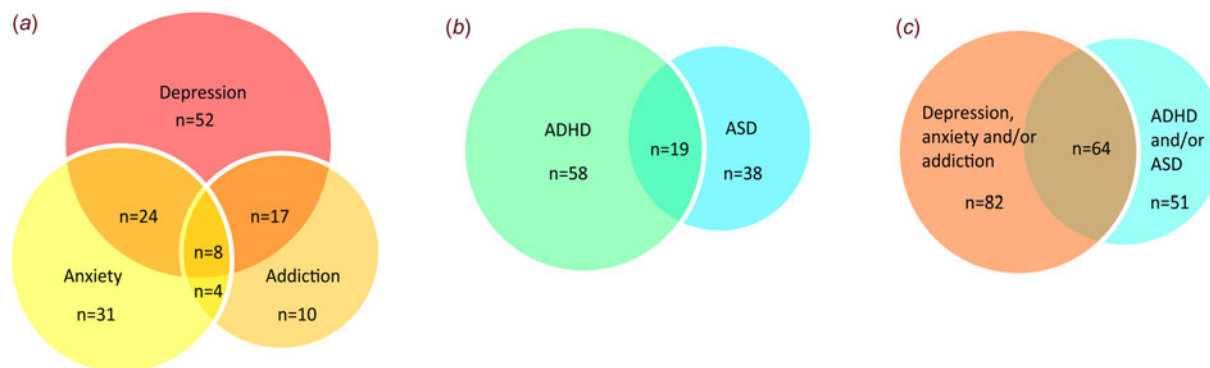 (a)
Depression
n=52
n=24
n=17
n=8
Anxiety
Addiction
n=4
n=31
n=10
(b)
ADHD
ASD
n=19
n=58
n=38
(c)
Depression,
anxiety and/or
addiction
n=82
n=64
ADHD
and/or
ASD
n=51